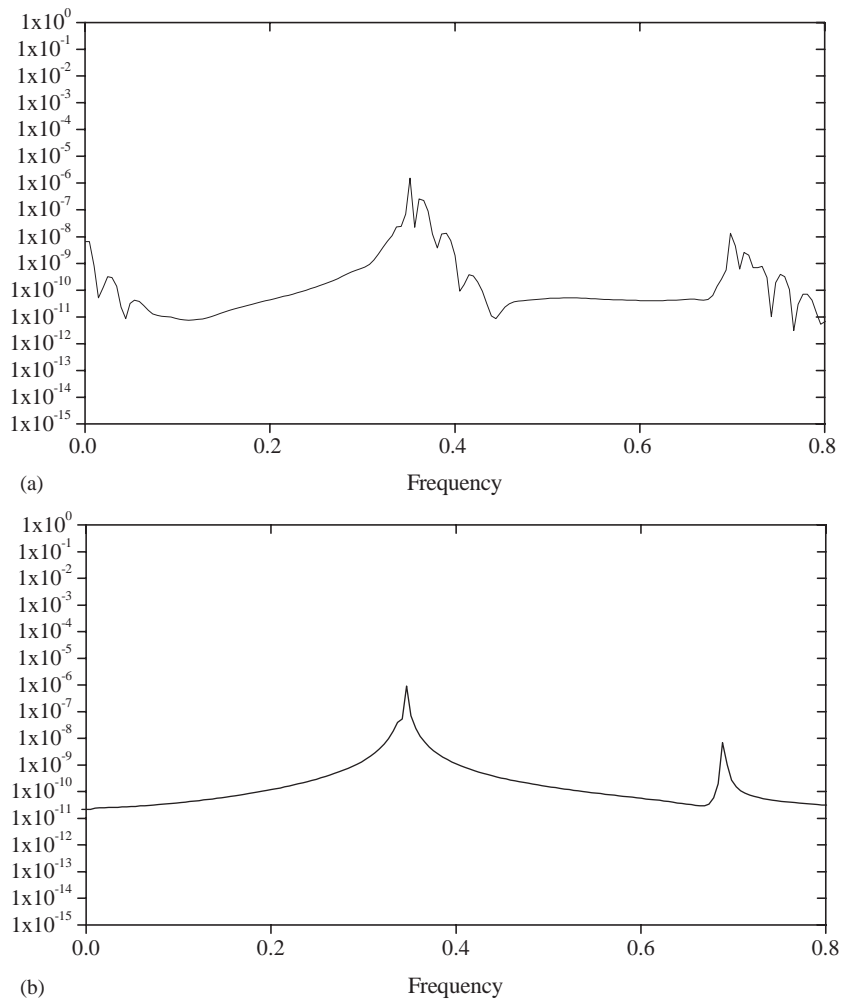 1x10⁰
1x10⁻¹
1x10⁻²
1x10⁻³
1x10⁻⁴
1x10⁻⁵
1x10⁻⁶
1x10⁻⁷
1x10⁻⁸
1x10⁻⁹
1x10⁻¹⁰
1x10⁻¹¹
1x10⁻¹²
1x10⁻¹³
1x10⁻¹⁴
1x10⁻¹⁵
0.0 0.2 0.4 0.6 0.8
(a) Frequency
1x10⁰
1x10⁻¹
1x10⁻²
1x10⁻³
1x10⁻⁴
1x10⁻⁵
1x10⁻⁶
1x10⁻⁷
1x10⁻⁸
1x10⁻⁹
1x10⁻¹⁰
1x10⁻¹¹
1x10⁻¹²
1x10⁻¹³
1x10⁻¹⁴
1x10⁻¹⁵
0.0 0.2 0.4 0.6 0.8
(b) Frequency